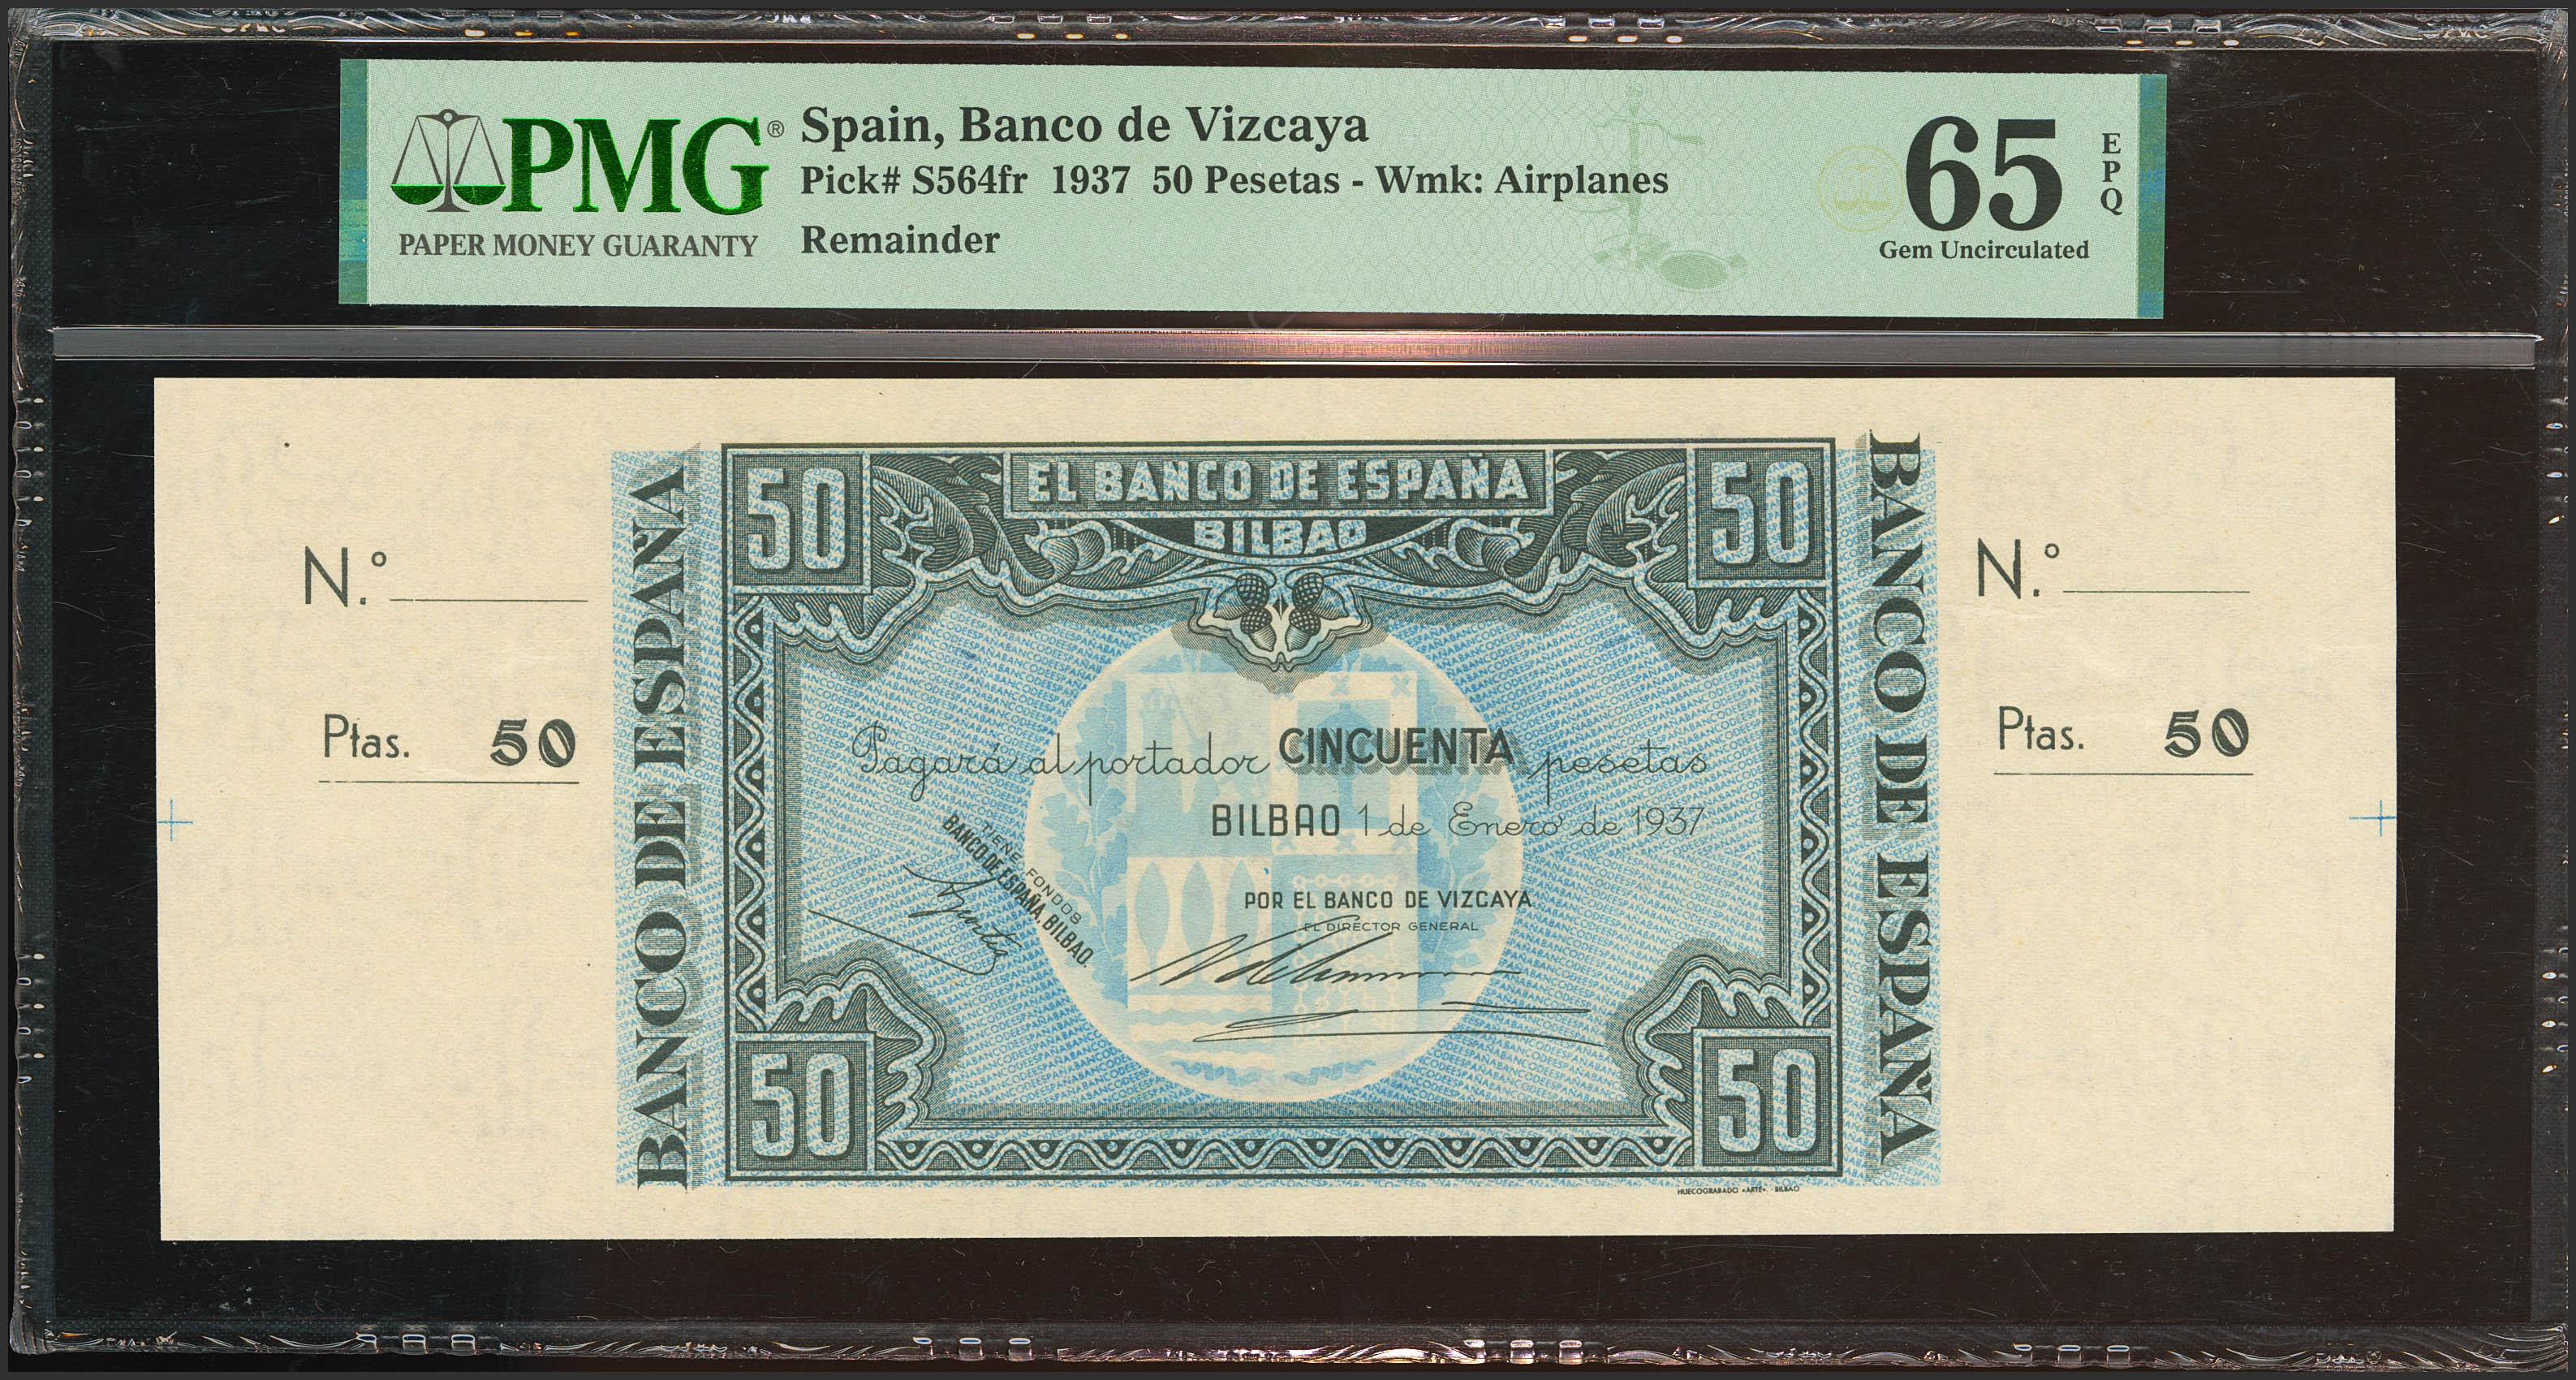 PMG®
PAPER MONEY GUARANTY
Spain, Banco de Vizcaya
Pick# S564fr 1937 50 Pesetas - Wmk: Airplanes
Remainder
65
EPQ
Gem Uncirculated
N.º
Ptas. 50
BANCO DE ESPAÑA
50
EL BANCO DE ESPAÑA
BILBAO
50
Pagará al portador CINCUENTA pesetas
BILBAO 1 de Enero de 1937
TIENE FONDOS
BANCO DE ESPAÑA, BILBAO.
POR EL BANCO DE VIZCAYA
EL DIRECTOR GENERAL
50
50
HUECOGRABADO «ARTE». - BILBAO
BANCO DE ESPAÑA
N.º
Ptas. 50